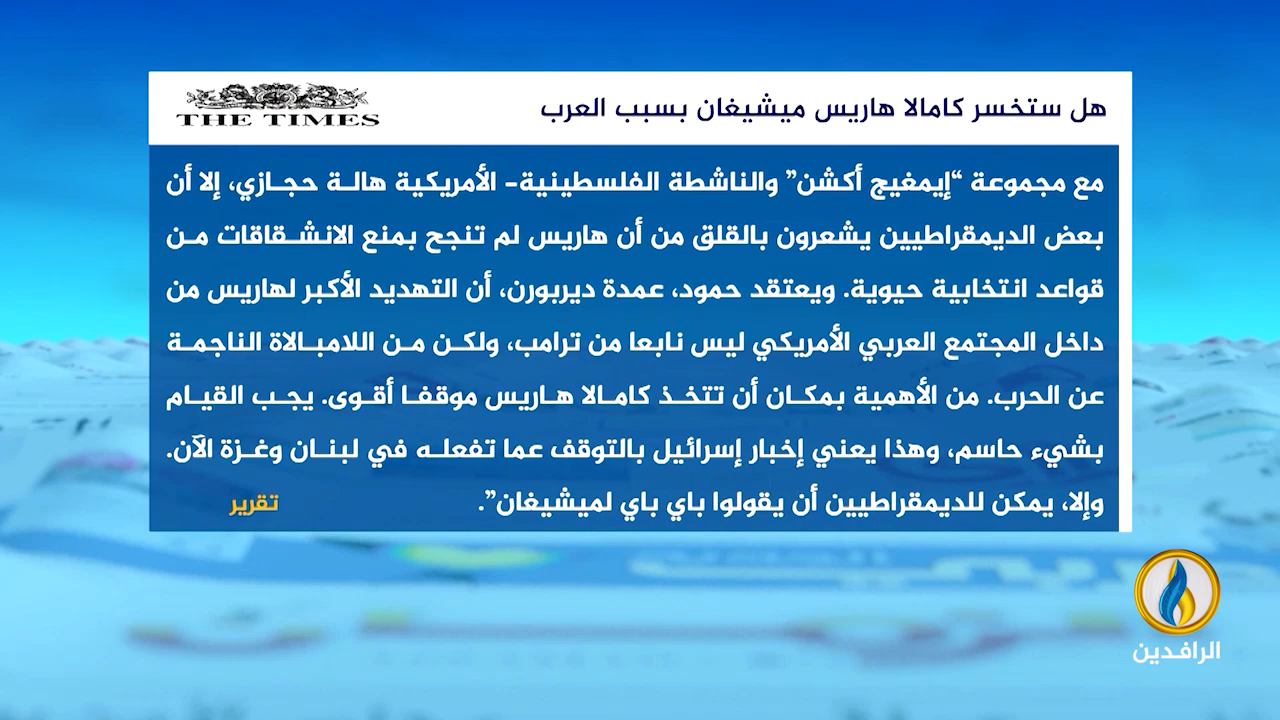 هل ستخسر كامالا هاريس ميشيغان بسبب العرب
THE TIMES
مع مجموعة “إيمغيج أكشن” والناشطة الفلسطينية- الأمريكية هالة حجازي، إلا أن
بعض الديمقراطيين يشعرون بالقلق من أن هاريس لم تنجح بمنع الانشقاقات من
قواعد انتخابية حيوية. ويعتقد حمود، عمدة ديربورن، أن التهديد الأكبر لهاريس من
داخل المجتمع العربي الأمريكي ليس نابعا من ترامب، ولكن من اللامبالاة الناجمة
عن الحرب. من الأهمية بمكان أن تتخذ كامالا هاريس موقفا أقوى. يجب القيام
بشيء حاسم، وهذا يعني إخبار إسرائيل بالتوقف عما تفعله في لبنان وغزة الآن.
وإلا، يمكن للديمقراطيين أن يقولوا باي باي لميشيغان”.
تقرير
الرافدين